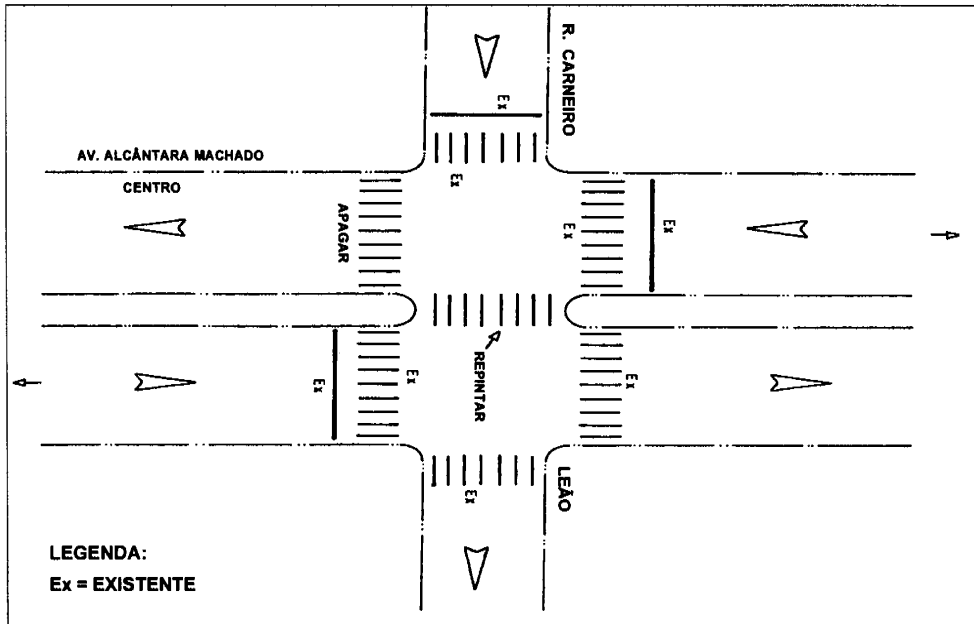 R. CARNEIRO
Ex
AV. ALCÂNTARA MACHADO
Ex
CENTRO
APAGAR
Ex
Ex
REPINTAR
Ex
Ex
Ex
Ex
LEÃO
LEGENDA:
Ex = EXISTENTE